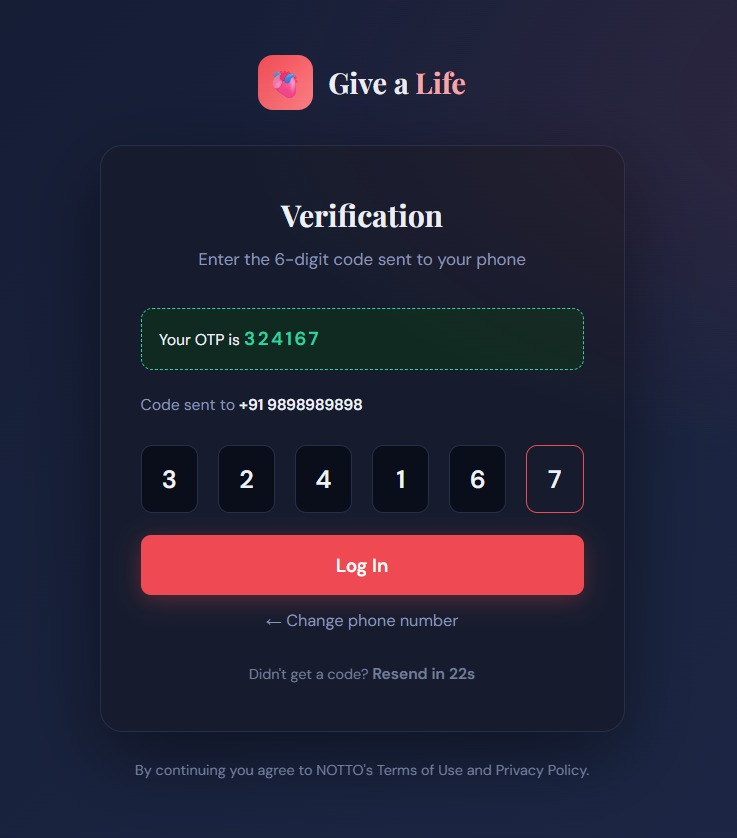 Give a Life
Verification
Enter the 6-digit code sent to your phone
Your OTP is 324167
Code sent to +91 9898989898
3 2 4 1 6 7
Log In
← Change phone number
Didn't get a code? Resend in 22s
By continuing you agree to NOTTO's Terms of Use and Privacy Policy.